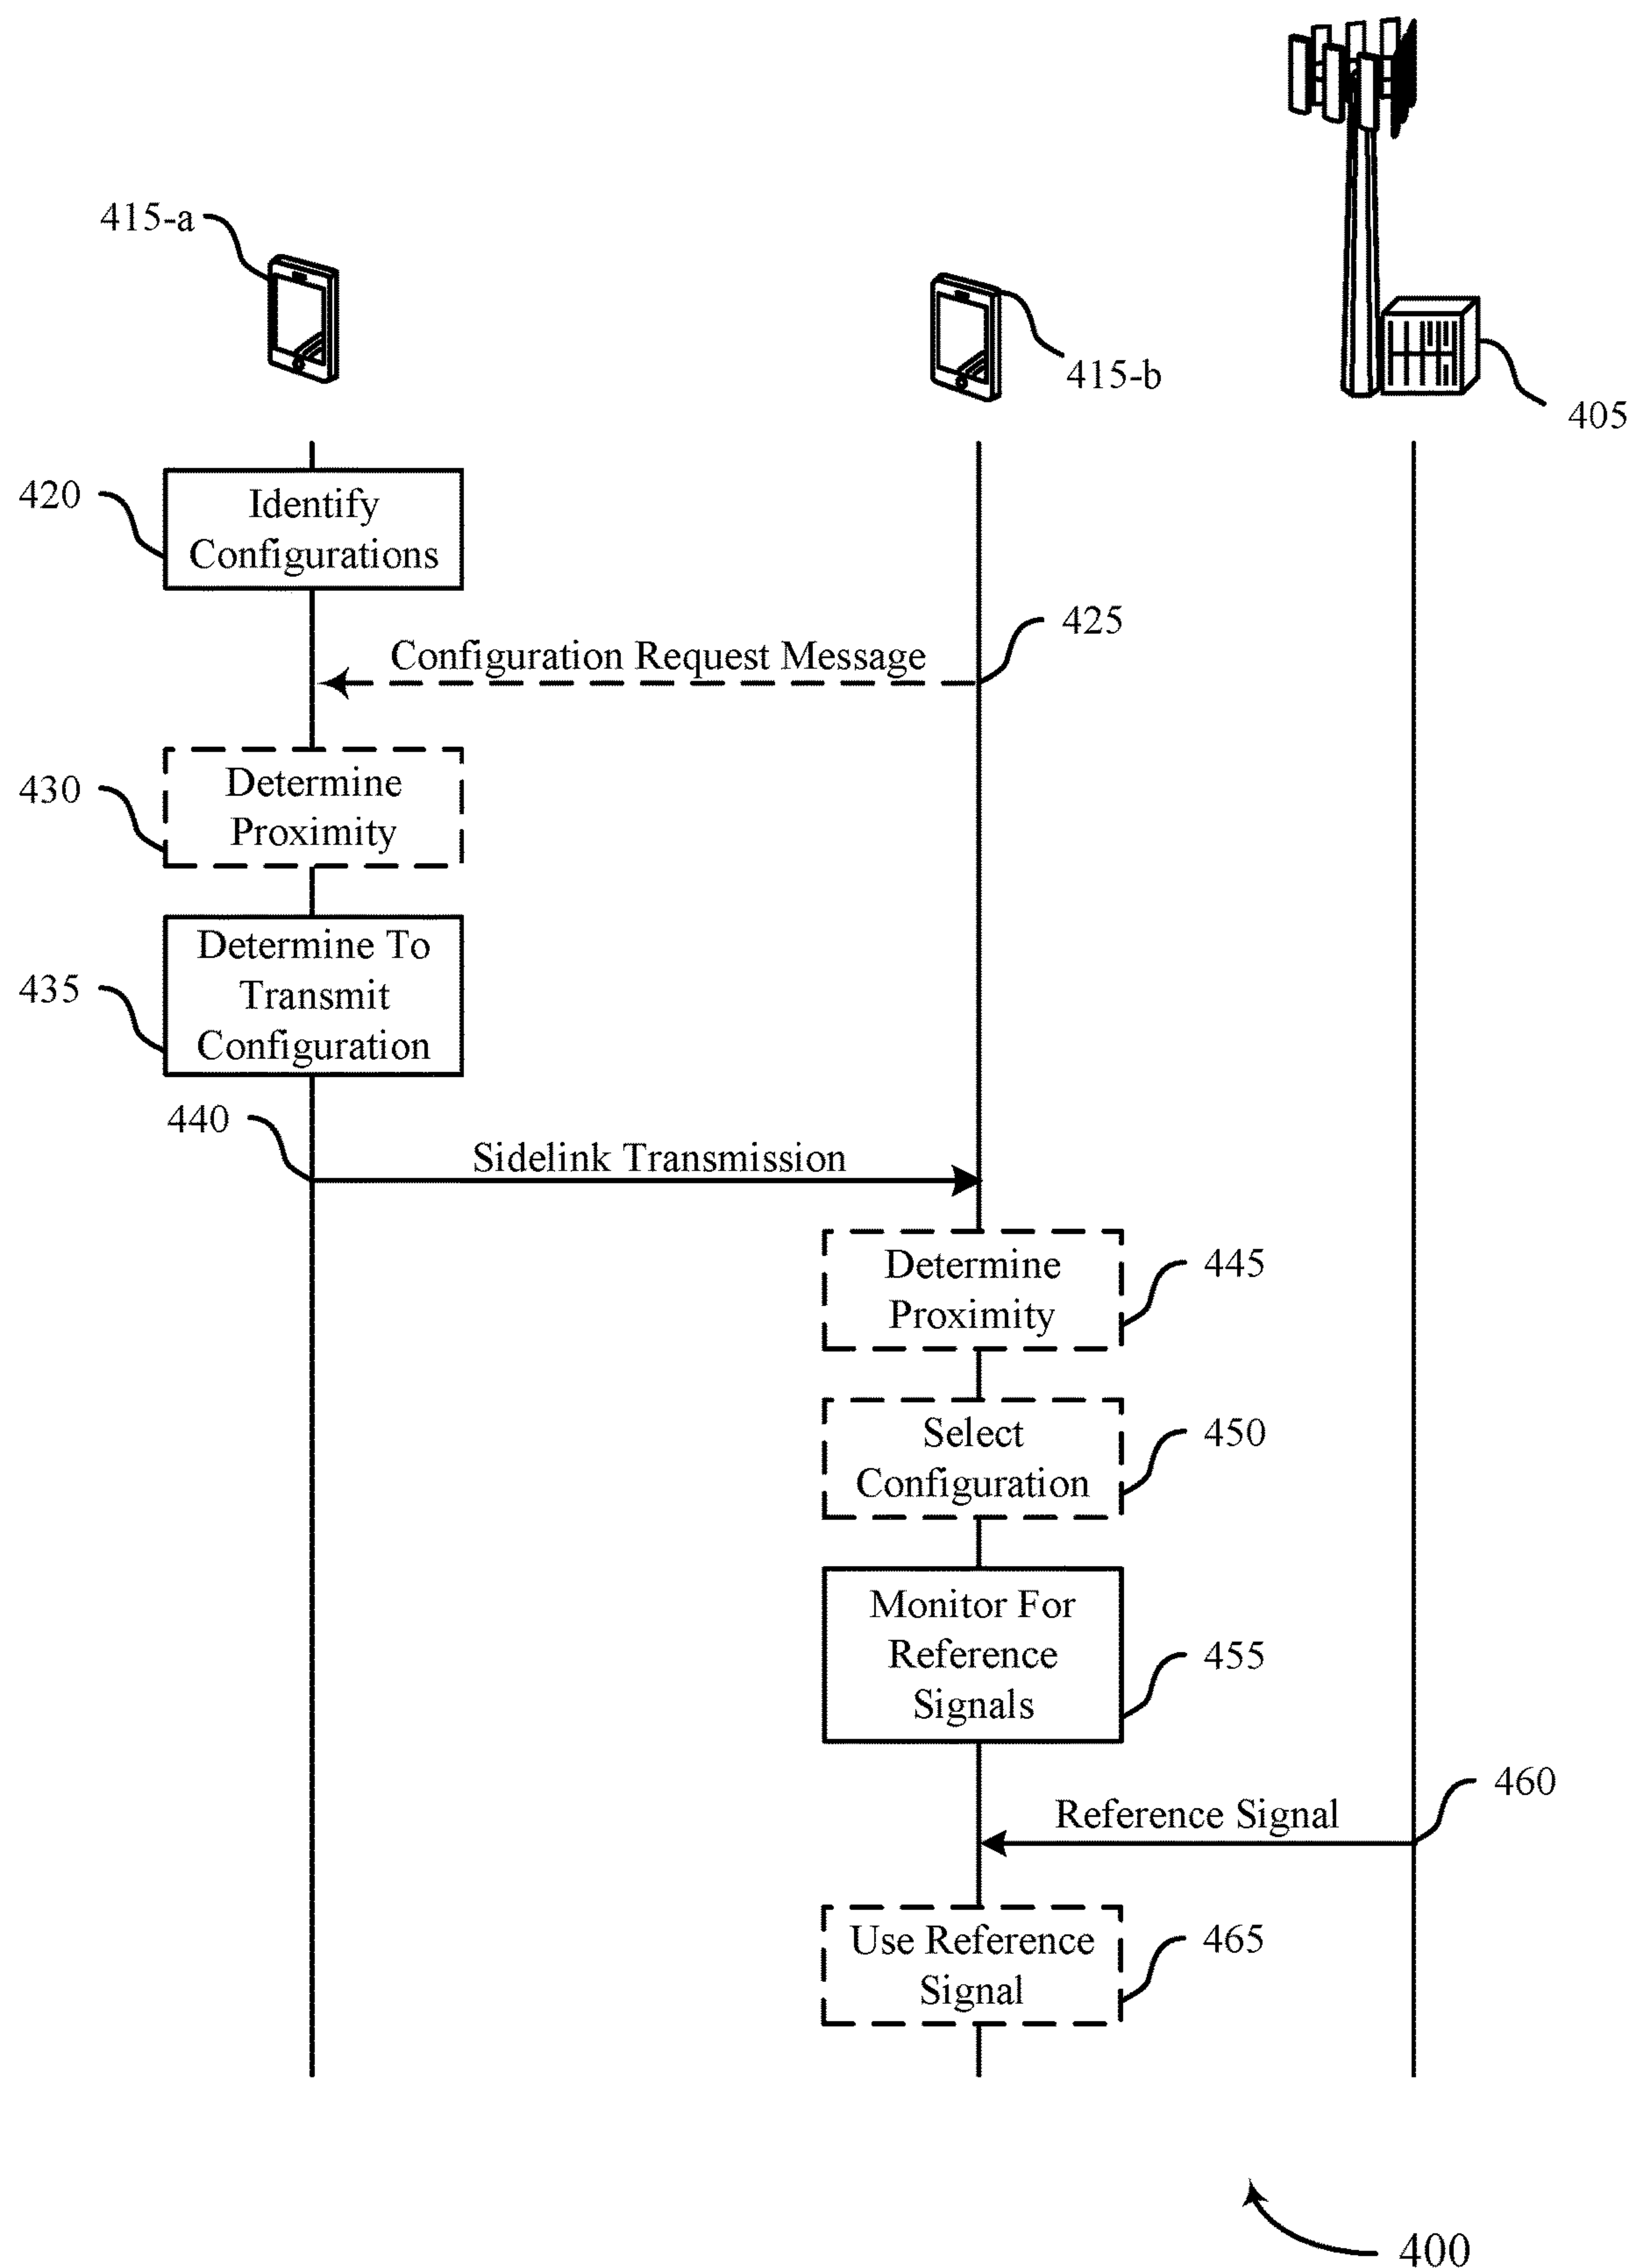 415-a
415-b
405
420
Identify
Configurations
425
Configuration Request Message
430
Determine
Proximity
435
Determine To
Transmit
Configuration
440
Sidelink Transmission
Determine
Proximity
445
Select
Configuration
450
Monitor For
Reference
Signals
455
460
Reference Signal
Use Reference
Signal
465
400